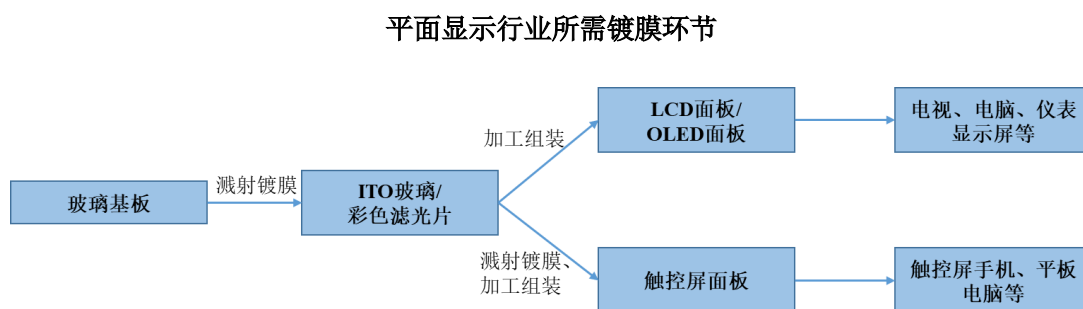 平面显示行业所需镀膜环节
LCD面板/
OLED面板
电视、电脑、仪表
显示屏等
加工组装
溅射镀膜
玻璃基板
ITO玻璃/
彩色滤光片
溅射镀膜、
加工组装
触控屏面板
触控屏手机、平板
电脑等